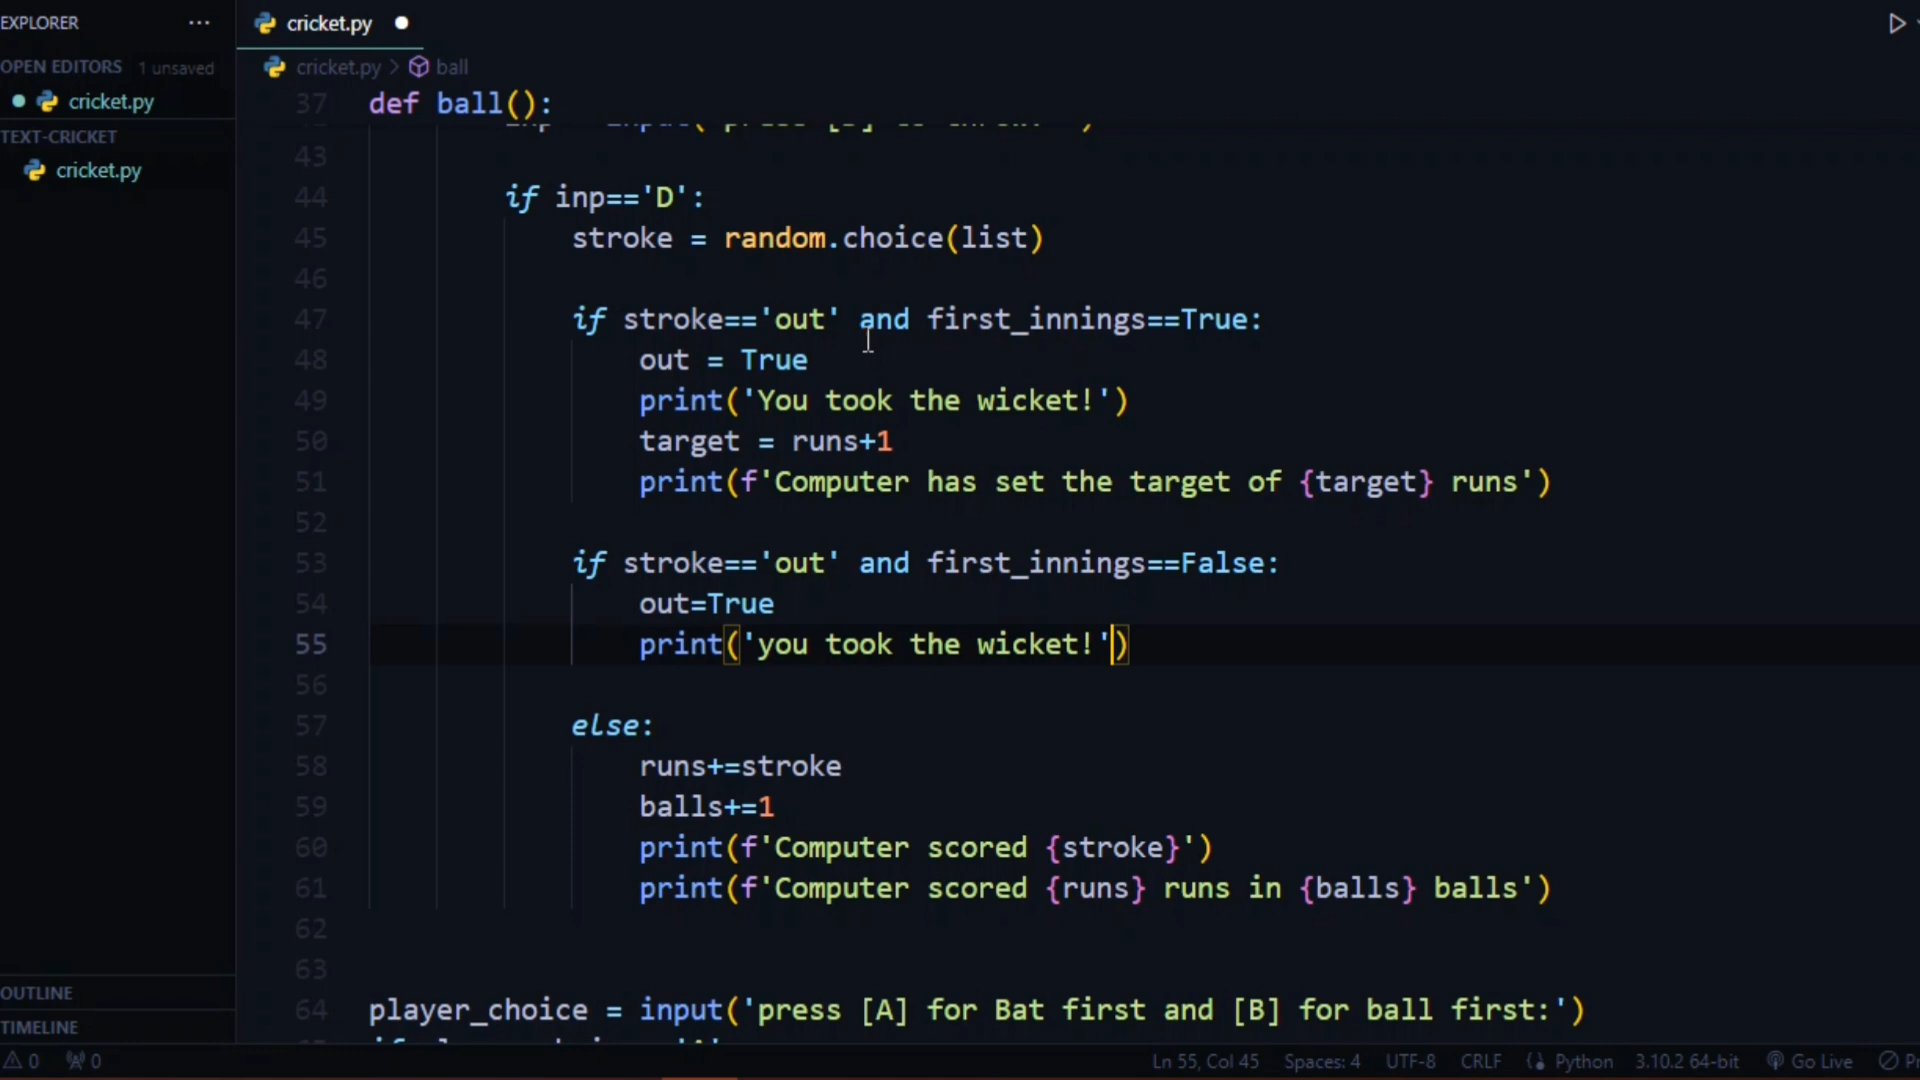 EXPLORER ···
cricket.py
OPEN EDITORS 1 unsaved
cricket.py > ball
cricket.py
TEXT-CRICKET
cricket.py
37 def ball():
43
44 if inp=='D':
45 stroke = random.choice(list)
46
47 if stroke=='out' and first_innings==True:
48 out = True
49 print('You took the wicket!')
50 target = runs+1
51 print(f'Computer has set the target of {target} runs')
52
53 if stroke=='out' and first_innings==False:
54 out=True
55 print('you took the wicket!')
56
57 else:
58 runs+=stroke
59 balls+=1
60 print(f'Computer scored {stroke}')
61 print(f'Computer scored {runs} runs in {balls} balls')
62
63
64 player_choice = input('press [A] for Bat first and [B] for ball first:')
OUTLINE
TIMELINE
0 0 Ln 55, Col 45 Spaces: 4 UTF-8 CRLF Python 3.10.2 64-bit Go Live